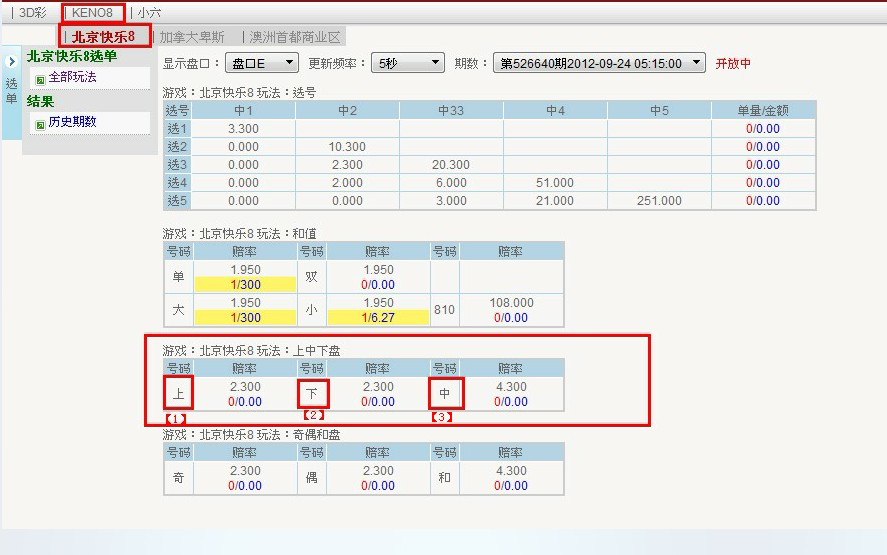 3D彩 KENO8 小六
北京快乐8 加拿大卑斯 澳洲首都商业区
选单
北京快乐8选单
全部玩法
结果
历史期数
显示盘口： 盘口E 更新频率： 5秒 期数： 第526640期2012-09-24 05:15:00 开放中
游戏：北京快乐8 玩法：选号
选号 中1 中2 中33 中4 中5 单量/金额
选1 3.300 0/0.00
选2 0.000 10.300 0/0.00
选3 0.000 2.300 20.300 0/0.00
选4 0.000 2.000 6.000 51.000 0/0.00
选5 0.000 0.000 3.000 21.000 251.000 0/0.00
游戏：北京快乐8 玩法：和值
号码 赔率 号码 赔率 号码 赔率
单 1.950 双 1.950
1/300 0/0.00
大 1.950 小 1.950 810 108.000
1/300 1/6.27 0/0.00
游戏：北京快乐8 玩法：上中下盘
号码 赔率 号码 赔率 号码 赔率
上 2.300 下 2.300 中 4.300
0/0.00 0/0.00 0/0.00
【1】 【2】 【3】
游戏：北京快乐8 玩法：奇偶和盘
号码 赔率 号码 赔率 号码 赔率
奇 2.300 偶 2.300 和 4.300
0/0.00 0/0.00 0/0.00